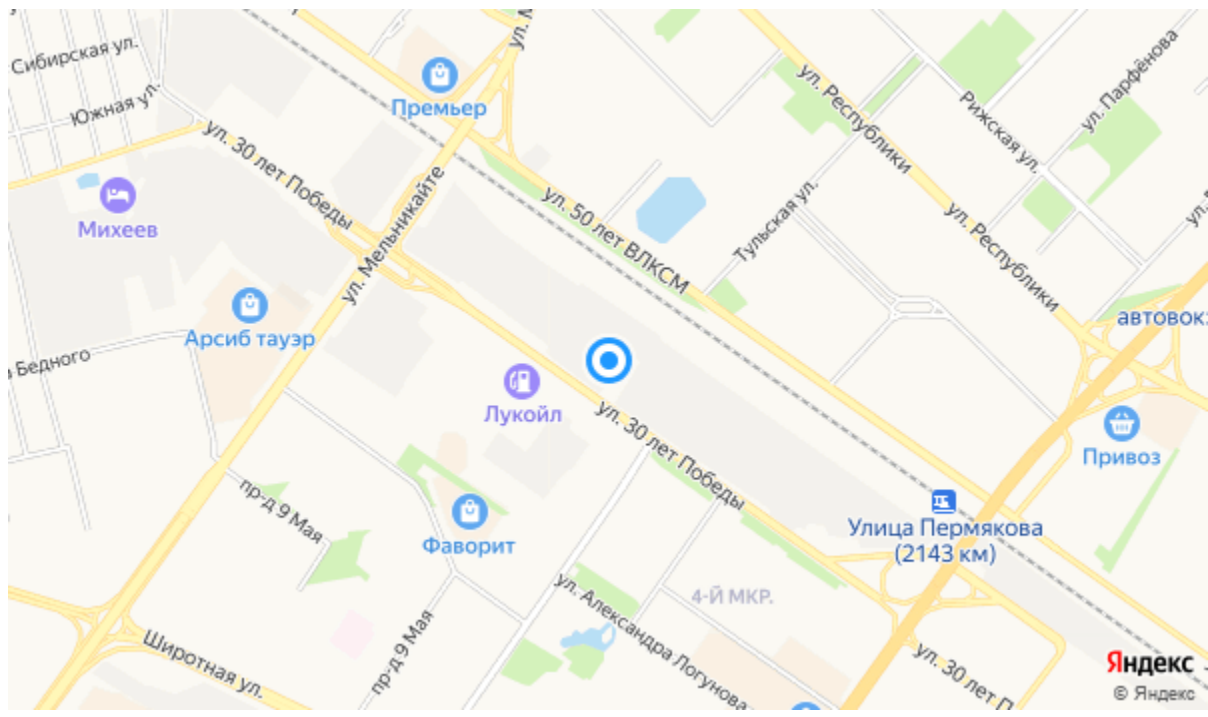 Сибирская ул.
Южная ул.
ул. М
Премьер
ул. Республики
Рижская ул.
ул. Парфёнова
ул. 30 лет Победы
Михеев
ул. Мельникайте
ул. 50 лет ВЛКСМ
Тульская ул.
ул. Республики
ул.
автовокз
Арсиб тауэр
Бедного
Лукойл
ул. 30 лет Победы
Привоз
пр-д 9 Мая
Фаворит
Улица Пермякова
(2143 км)
ул. Александра Логунова
4-Й МКР.
пр-д 9 Мая
Широтная ул.
ул. 30 лет П
Яндекс
© Яндекс